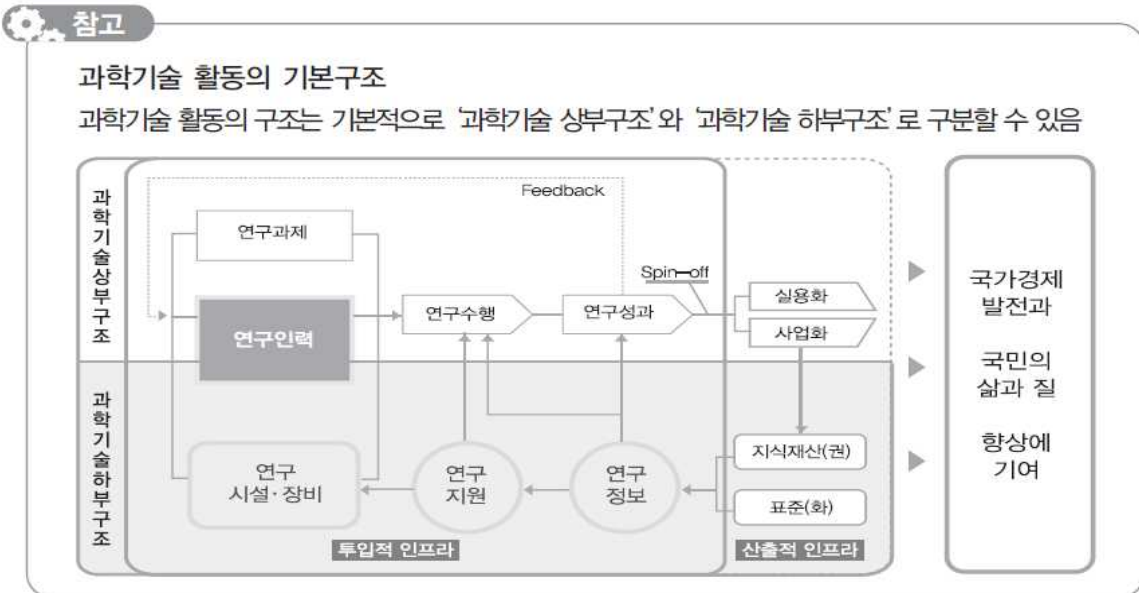 참고
과학기술 활동의 기본구조
과학기술 활동의 구조는 기본적으로 '과학기술 상부구조'와 '과학기술 하부구조'로 구분할 수 있음
과학기술상부구조
Feedback
연구과제
연구인력
연구수행
연구성과
Spin-off
실용화
사업화
과학기술하부구조
연구
시설·장비
연구
지원
연구
정보
지식재산(권)
표준(화)
투입적 인프라
산출적 인프라
국가경제
발전과
국민의
삶과 질
향상에
기여